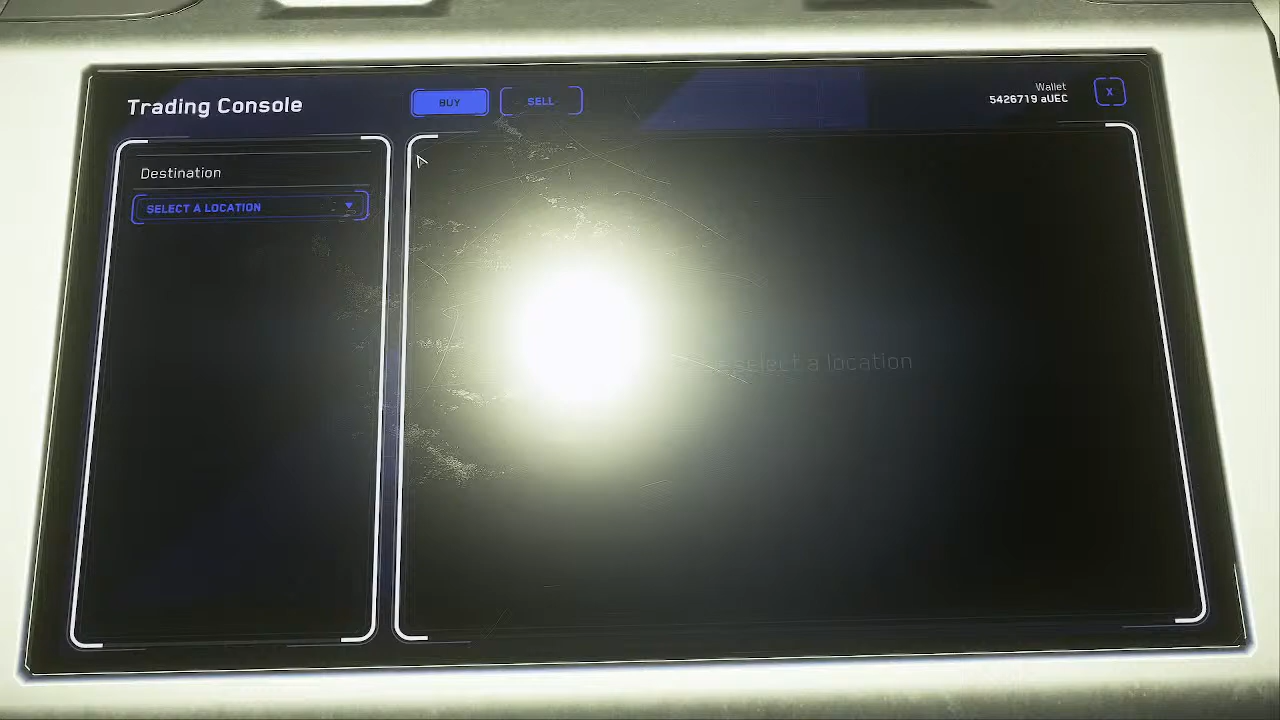 Trading Console
BUY
SELL
Wallet
5426719 aUEC
X
Destination
SELECT A LOCATION
select a location